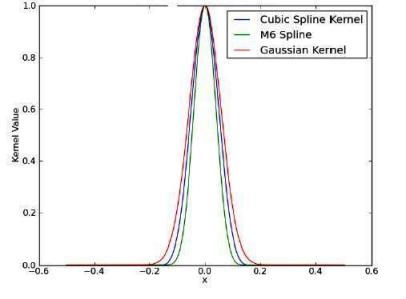 1.0
Cubic Spline Kernel
M6 Spline
Gaussian Kernel
0.8
0.6
Kernel Value
0.4
0.2
0.0
−0.6 −0.4 −0.2 0.0 0.2 0.4 0.6
x